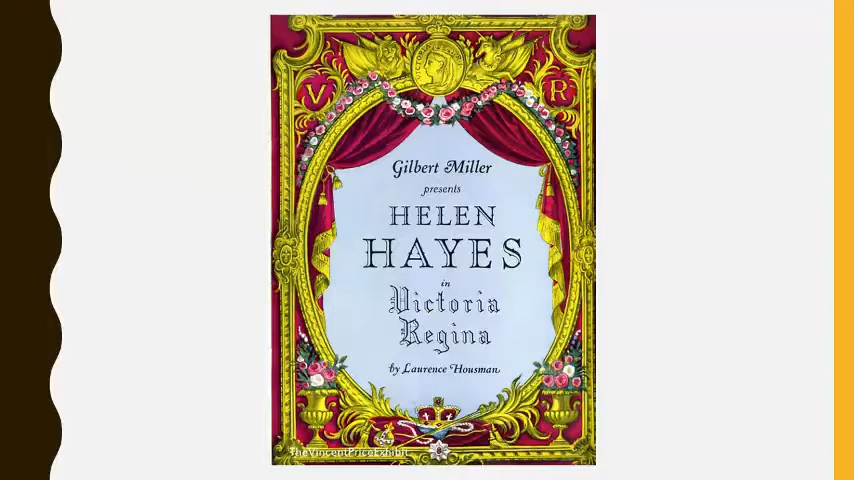 V R
Gilbert Miller
presents
HELEN
HAYES
in
Victoria
Regina
by Laurence Housman
TheVincentPriceExhibit